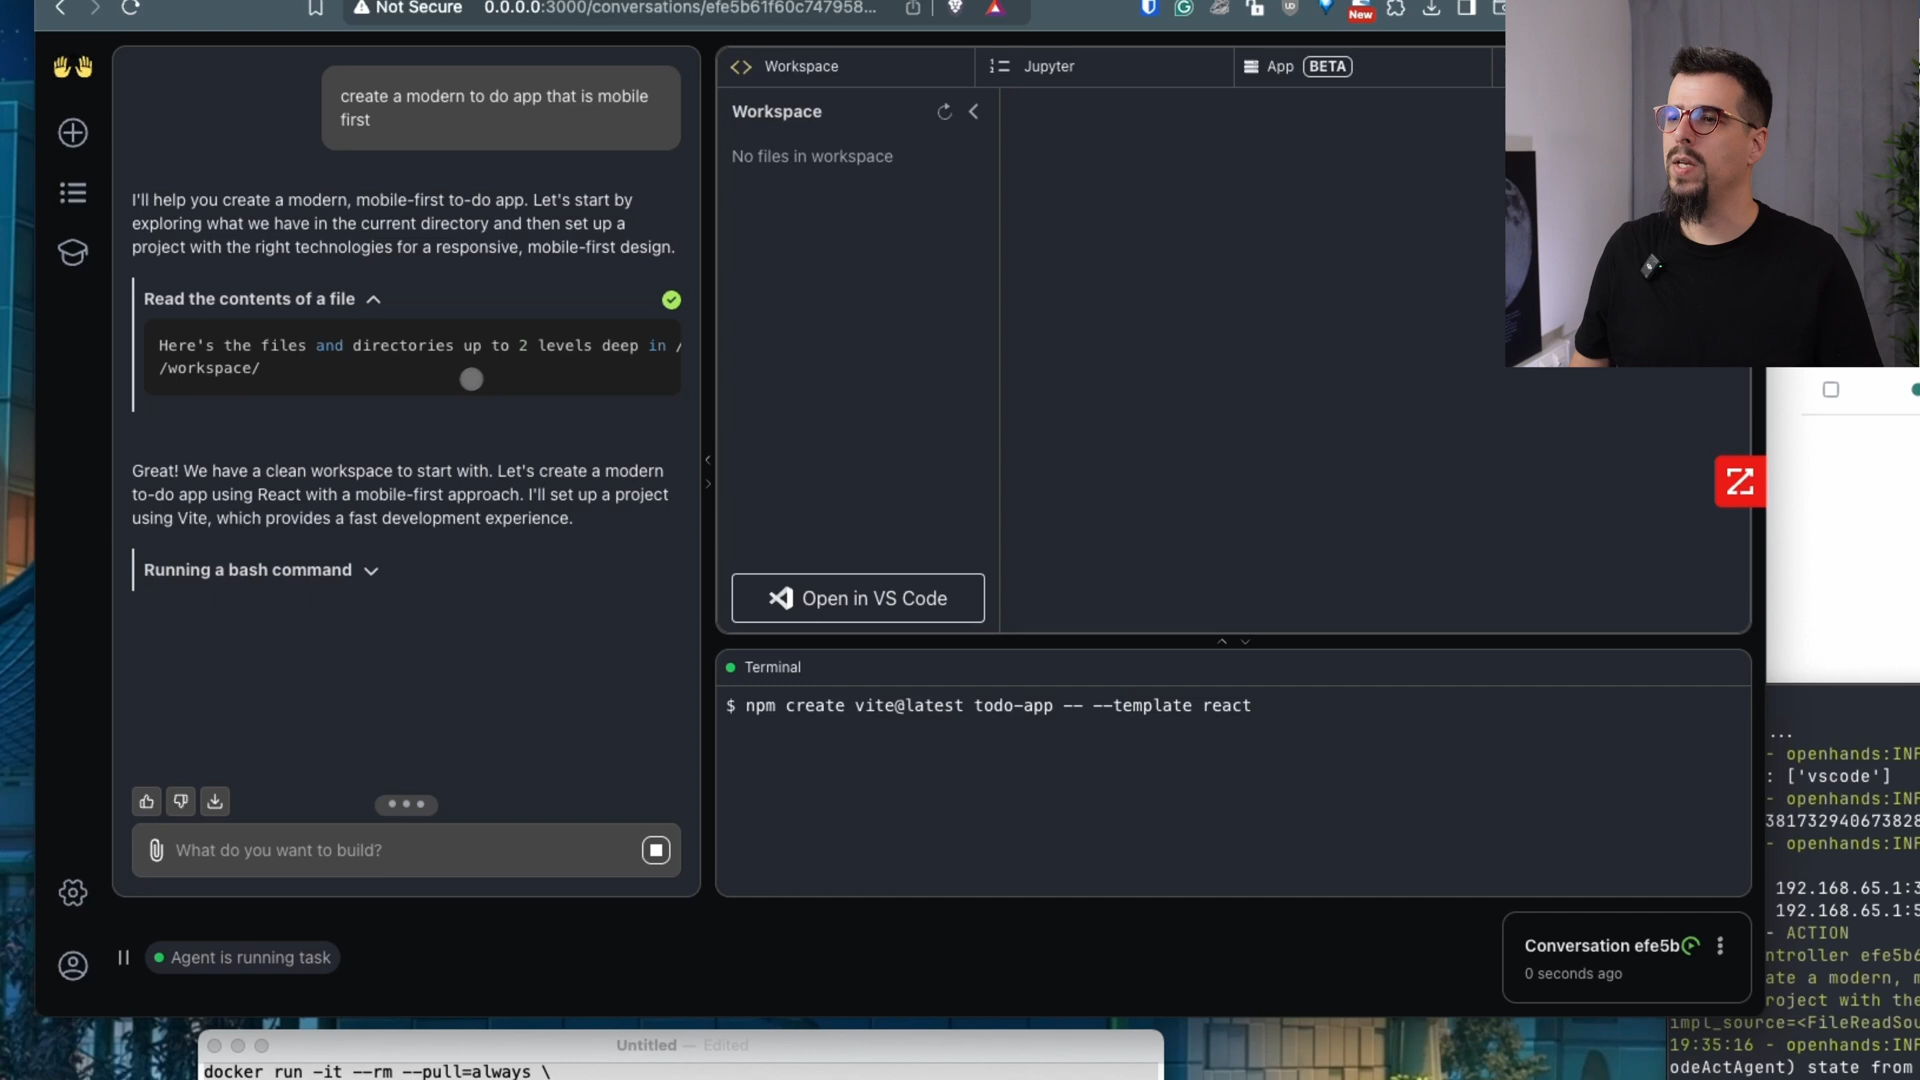 Not Secure
0.0.0.0:3000/conversations/efe5b61f60c747958...
New
create a modern to do app that is mobile
first
I'll help you create a modern, mobile-first to-do app. Let's start by
exploring what we have in the current directory and then set up a
project with the right technologies for a responsive, mobile-first design.
Read the contents of a file
Here's the files and directories up to 2 levels deep in /
/workspace/
Great! We have a clean workspace to start with. Let's create a modern
to-do app using React with a mobile-first approach. I'll set up a project
using Vite, which provides a fast development experience.
Running a bash command
What do you want to build?
Agent is running task
Workspace
Jupyter
App BETA
Workspace
No files in workspace
Open in VS Code
Terminal
$ npm create vite@latest todo-app -- --template react
Conversation efe5b
0 seconds ago
...
- openhands:INF
: ['vscode']
- openhands:INF
381732940673828
- openhands:INF
192.168.65.1:3
192.168.65.1:5
- ACTION
ntroller efe5b6
ate a modern, m
roject with the
impl_source=<FileReadSou
19:35:16 - openhands:INF
odeActAgent) state from
Untitled — Edited
docker run -it --rm --pull=always \